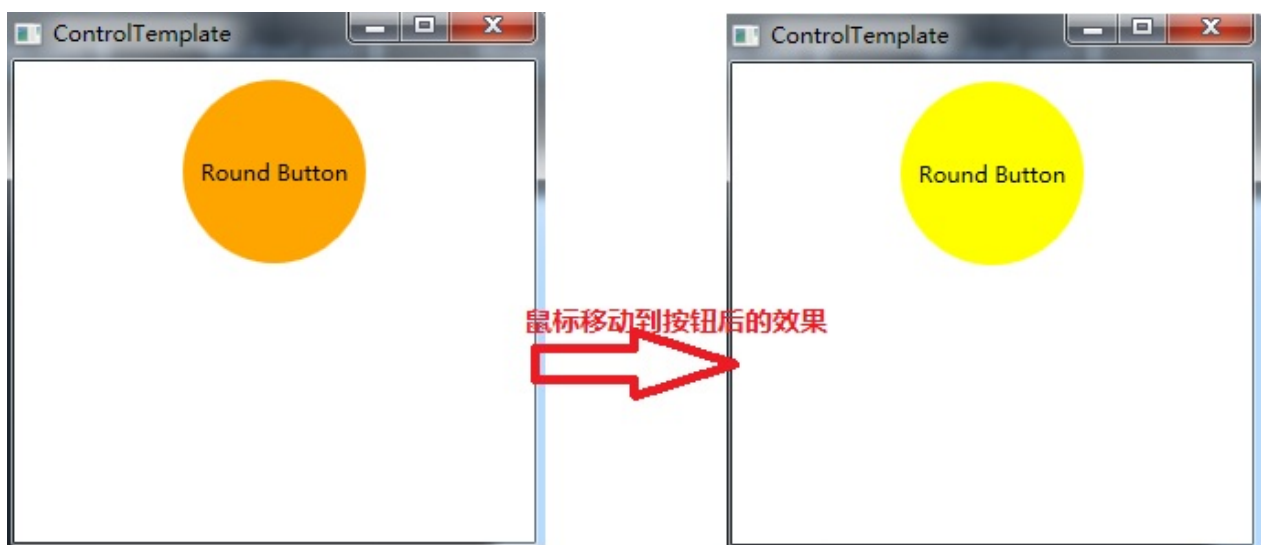 ControlTemplate
Round Button
鼠标移动到按钮后的效果
ControlTemplate
Round Button